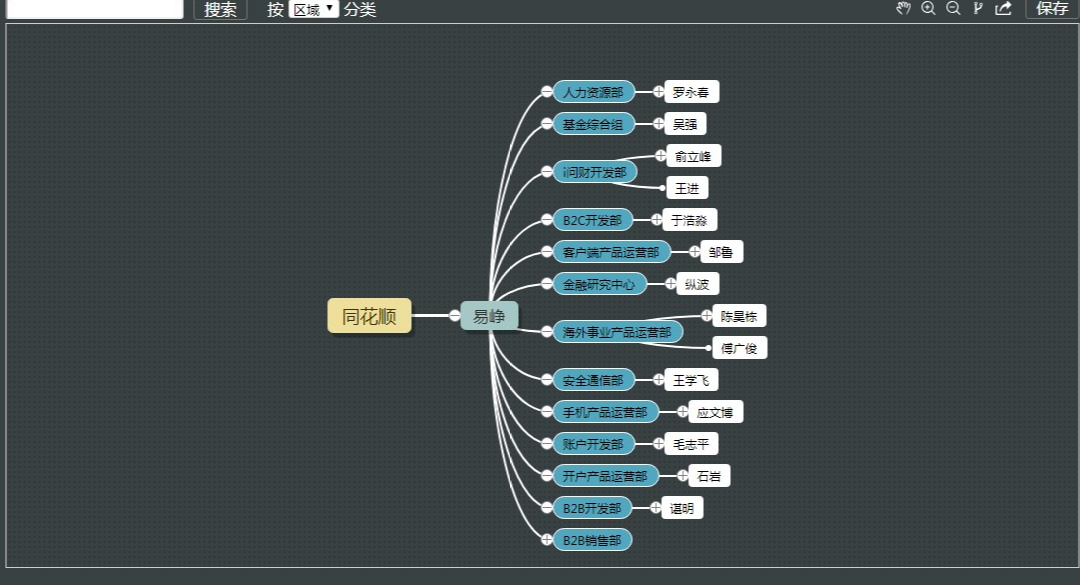 搜索 按 区域 分类 保存
人力资源部 罗永春
基金综合组 吴强
i问财开发部
俞立峰
王进
B2C开发部 于浩淼
客户端产品运营部 邹鲁
金融研究中心 纵波
同花顺 易峥
海外事业产品运营部
陈昊栋
傅广俊
安全通信部 王学飞
手机产品运营部 应文博
账户开发部 毛志平
开户产品运营部 石岩
B2B开发部 谌明
B2B销售部